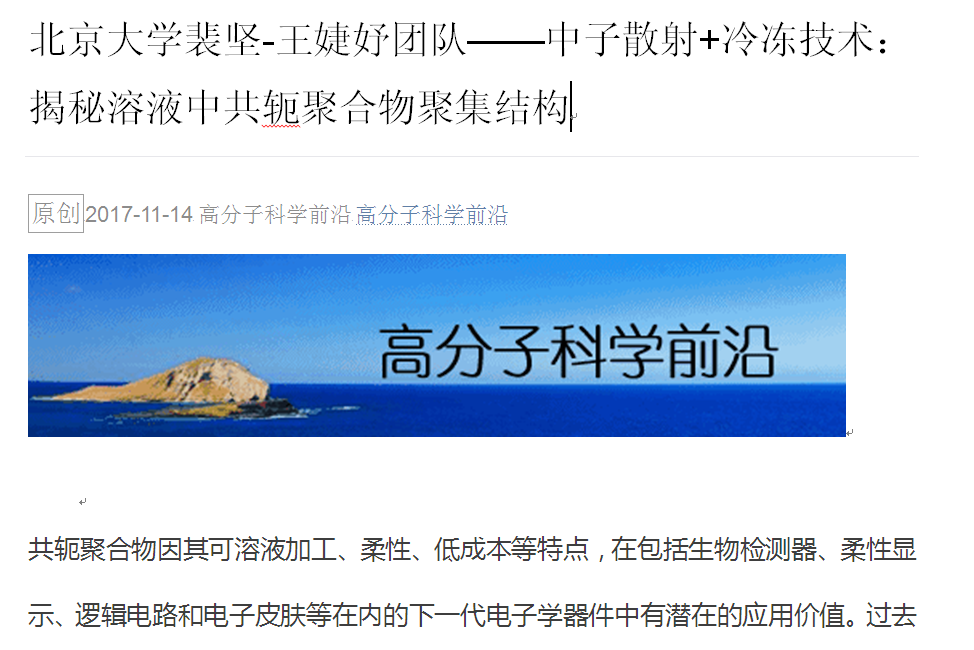 北京大学裴坚-王婕妤团队——中子散射+冷冻技术：
揭秘溶液中共轭聚合物聚集结构
原创2017-11-14 高分子科学前沿 高分子科学前沿
高分子科学前沿
共轭聚合物因其可溶液加工、柔性、低成本等特点，在包括生物检测器、柔性显
示、逻辑电路和电子皮肤等在内的下一代电子学器件中有潜在的应用价值。过去